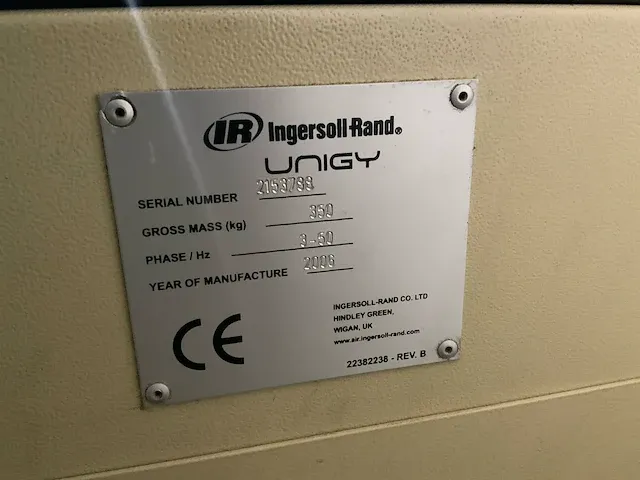 IR Ingersoll-Rand®
UNIGY
SERIAL NUMBER 2153788
GROSS MASS (kg) 350
PHASE / Hz 3-50
YEAR OF MANUFACTURE 2006
INGERSOLL-RAND CO. LTD
HINDLEY GREEN,
WIGAN, UK
www.air.ingersoll-rand.com
CE
22382238 - REV. B